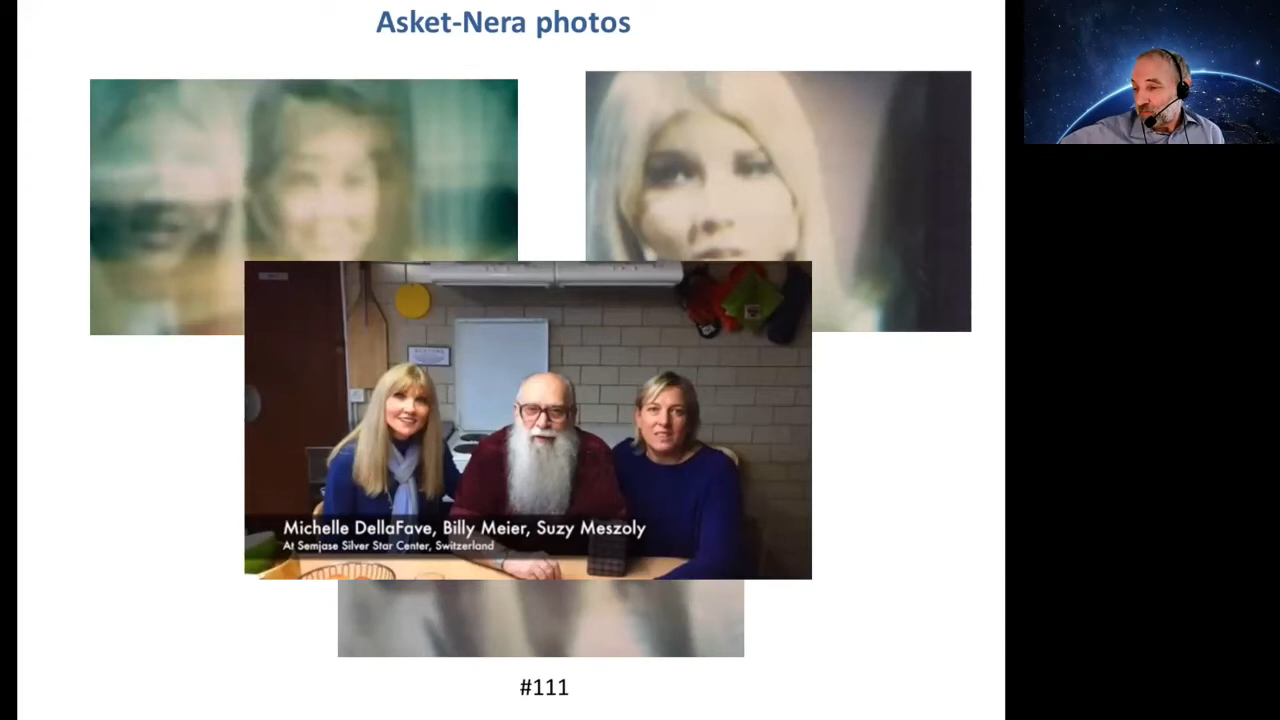 Asket-Nera photos
Michelle DellaFave, Billy Meier, Suzy Meszoly
At Semjase Silver Star Center, Switzerland
#111